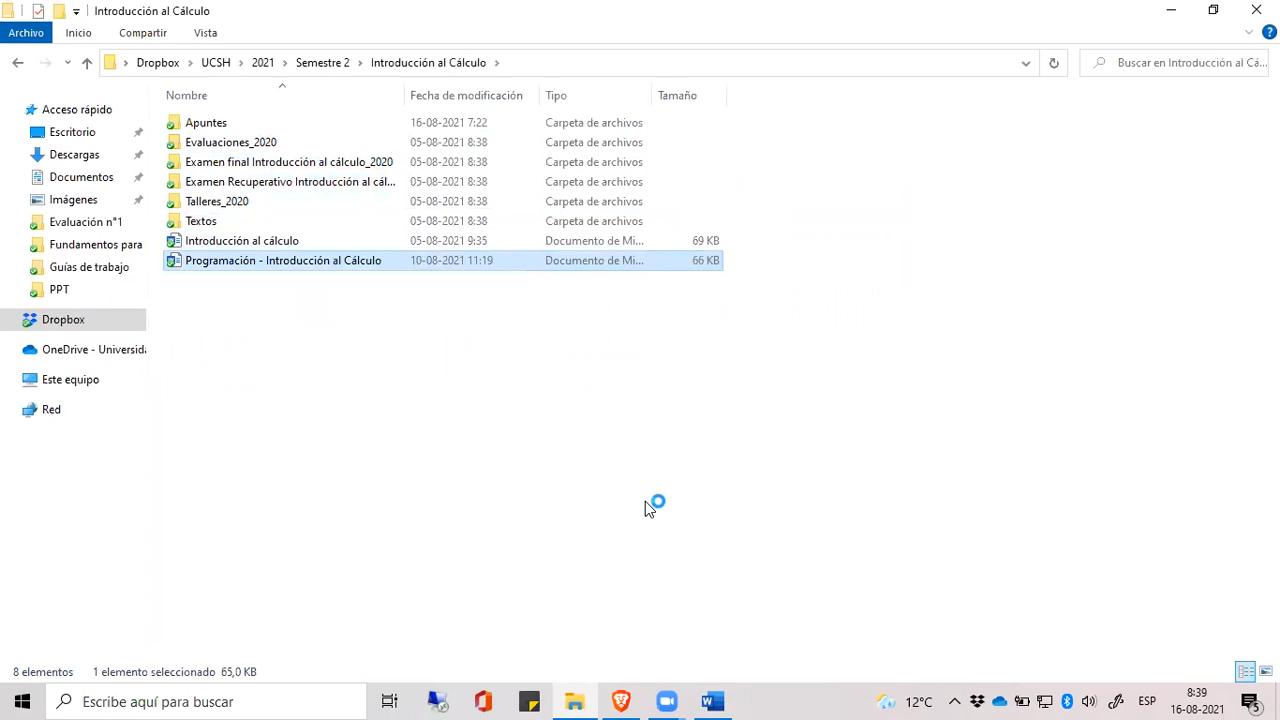 Introducción al Cálculo
Archivo Inicio Compartir Vista
Dropbox UCSH 2021 Semestre 2 Introducción al Cálculo
Buscar en Introducción al Cá...
Nombre Fecha de modificación Tipo Tamaño
Acceso rápido
Escritorio
Descargas
Documentos
Imágenes
Evaluación n°1
Fundamentos para
Guías de trabajo
PPT
Dropbox
OneDrive - Universida
Este equipo
Red
Apuntes 16-08-2021 7:22 Carpeta de archivos
Evaluaciones_2020 05-08-2021 8:38 Carpeta de archivos
Examen final Introducción al cálculo_2020 05-08-2021 8:38 Carpeta de archivos
Examen Recuperativo Introducción al cál... 05-08-2021 8:38 Carpeta de archivos
Talleres_2020 05-08-2021 8:38 Carpeta de archivos
Textos 05-08-2021 8:38 Carpeta de archivos
Introducción al cálculo 05-08-2021 9:35 Documento de Mi... 69 KB
Programación - Introducción al Cálculo 10-08-2021 11:19 Documento de Mi... 66 KB
8 elementos 1 elemento seleccionado 65,0 KB
Escribe aquí para buscar
12°C
ESP
8:39
16-08-2021
5